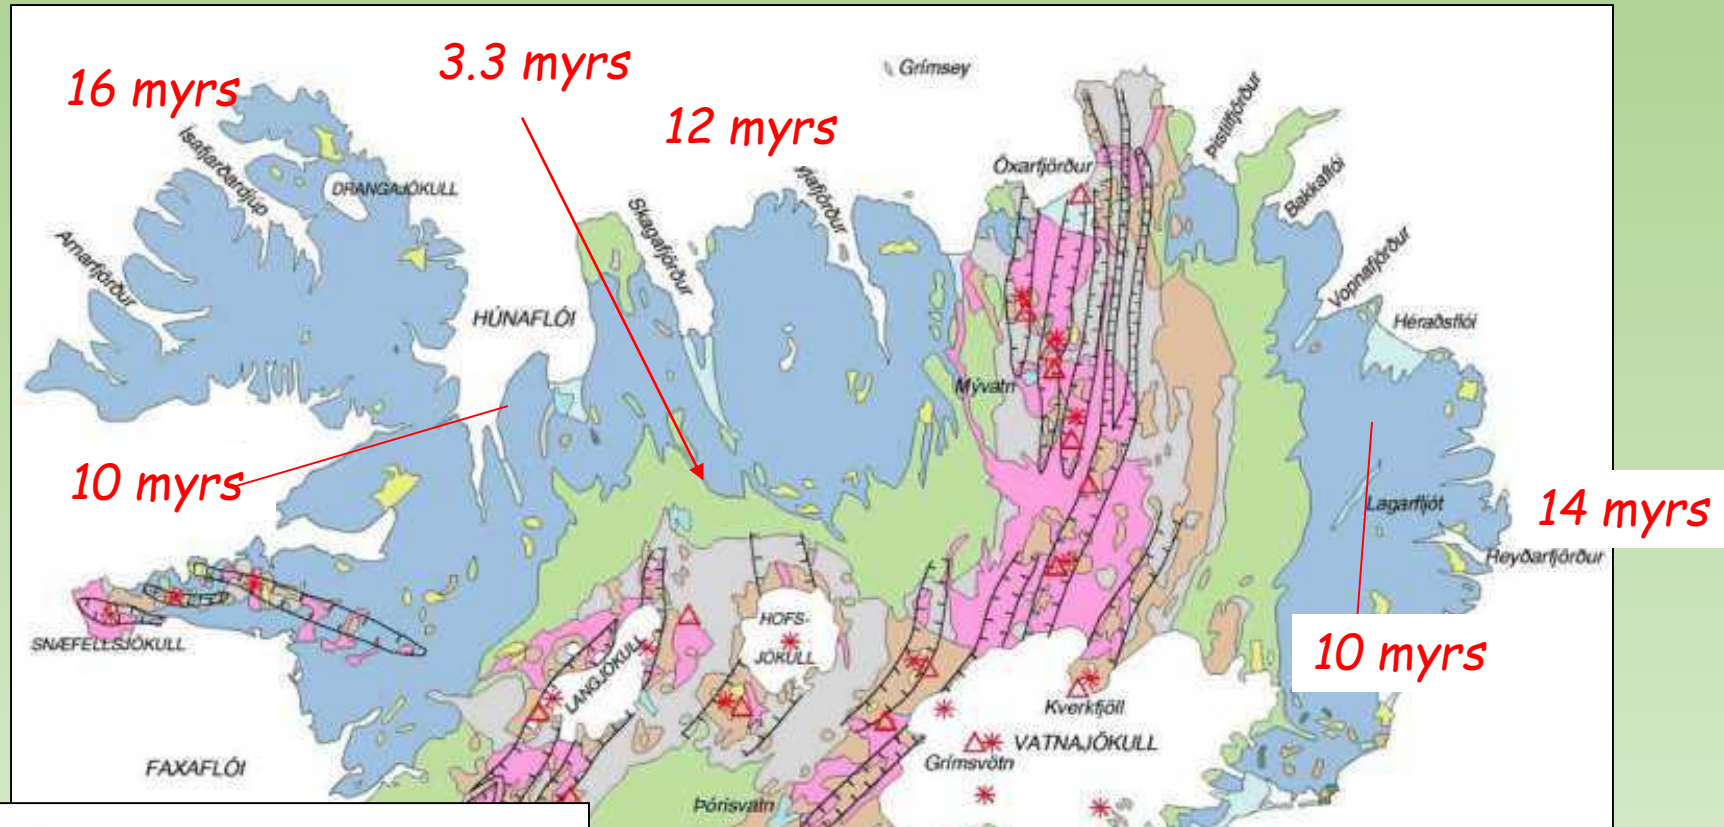 16 myrs
3.3 myrs
12 myrs
Grímsey
Ísafjarðardjúp
DRANGAJÖKULL
Arnarfjörður
HÚNAFLÓI
Skagafjörður
yjafjörður
Öxarfjörður
Þistilfjörður
Bakkaflói
Vopnafjörður
Héraðsflói
Mývatn
10 myrs
Lagarfljót
14 myrs
Reyðarfjörður
SNÆFELLSJÖKULL
LANGJÖKULL
HOFS-
JÖKULL
10 myrs
Kverkfjöll
VATNAJÖKULL
Grímsvötn
FAXAFLÓI
Þórisvatn